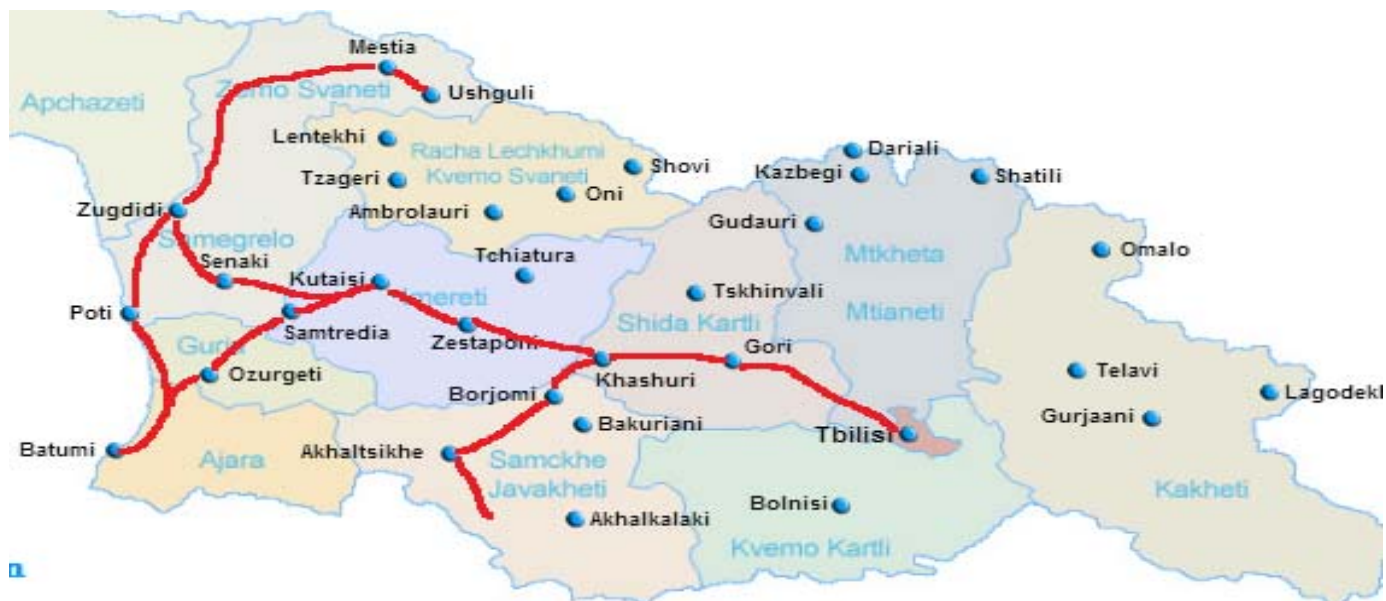 Mestia
Zemo Svaneti
Ushguli
Apchazeti
Lentekhi
Racha Lechkhumi
Kvemo Svaneti
Shovi
Dariali
Kazbegi
Shatili
Tzageri
Oni
Zugdidi
Ambrolauri
Gudauri
Mtkheta
Mtianeti
Omalo
Samegrelo
Senaki
Kutaisi
Imereti
Tchiatura
Tskhinvali
Shida Kartli
Poti
Samtredia
Zestaponi
Guria
Ozurgeti
Khashuri
Gori
Telavi
Lagodekl
Borjomi
Bakuriani
Gurjaani
Tbilisi
Batumi
Ajara
Akhaltsikhe
Samckhe
Javakheti
Akhalkalaki
Bolnisi
Kvemo Kartli
Kakheti
n